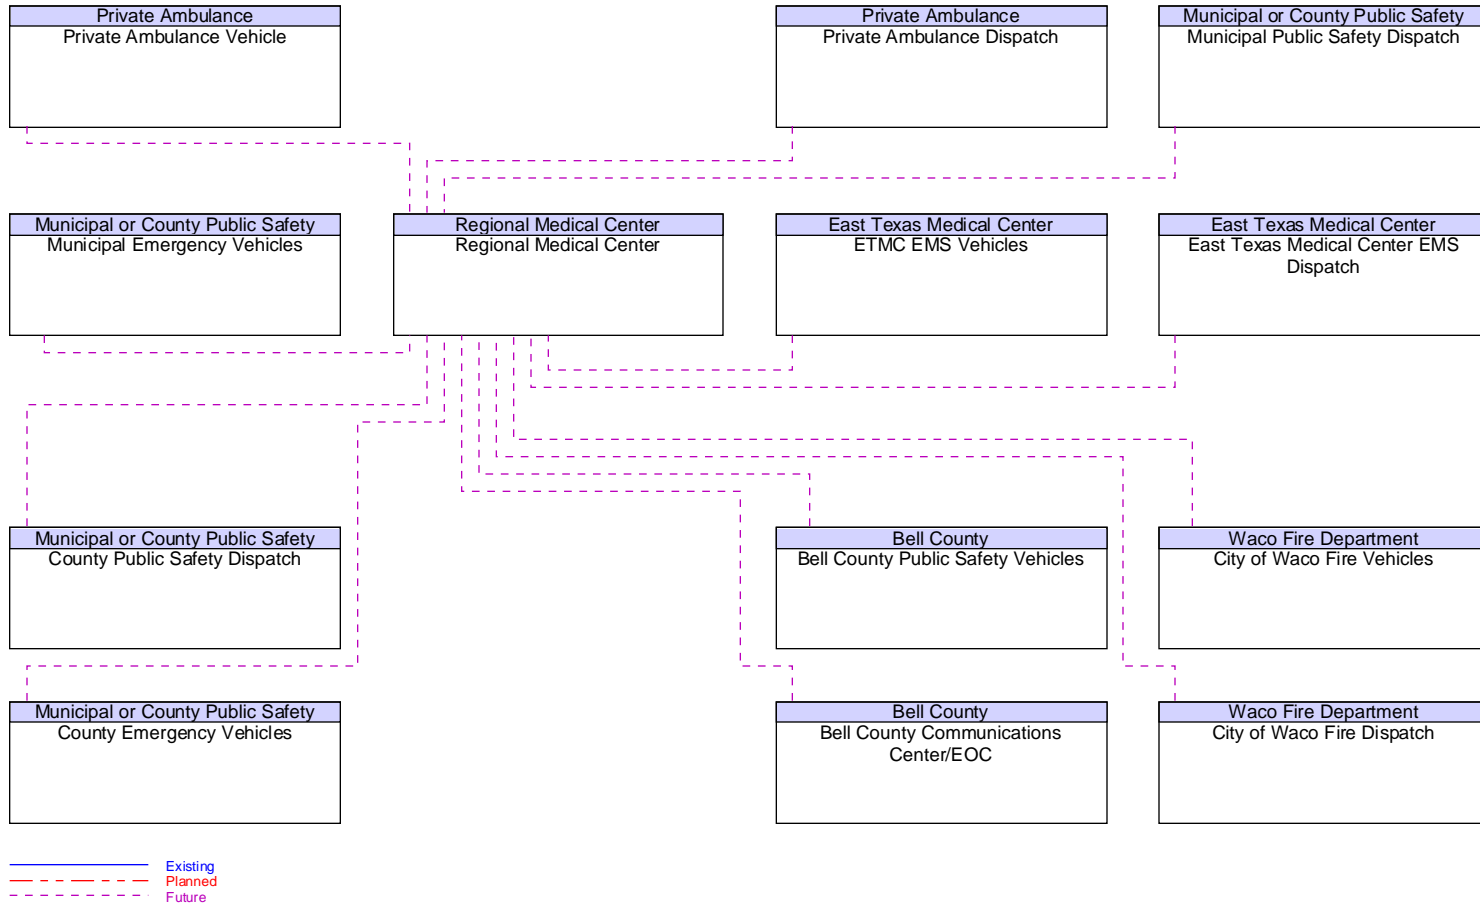 Private Ambulance
Private Ambulance Vehicle
Private Ambulance
Private Ambulance Dispatch
Municipal or County Public Safety
Municipal Public Safety Dispatch
Municipal or County Public Safety
Municipal Emergency Vehicles
Regional Medical Center
Regional Medical Center
East Texas Medical Center
ETMC EMS Vehicles
East Texas Medical Center
East Texas Medical Center EMS
Dispatch
Municipal or County Public Safety
County Public Safety Dispatch
Bell County
Bell County Public Safety Vehicles
Waco Fire Department
City of Waco Fire Vehicles
Municipal or County Public Safety
County Emergency Vehicles
Bell County
Bell County Communications
Center/EOC
Waco Fire Department
City of Waco Fire Dispatch
Existing
Planned
Future